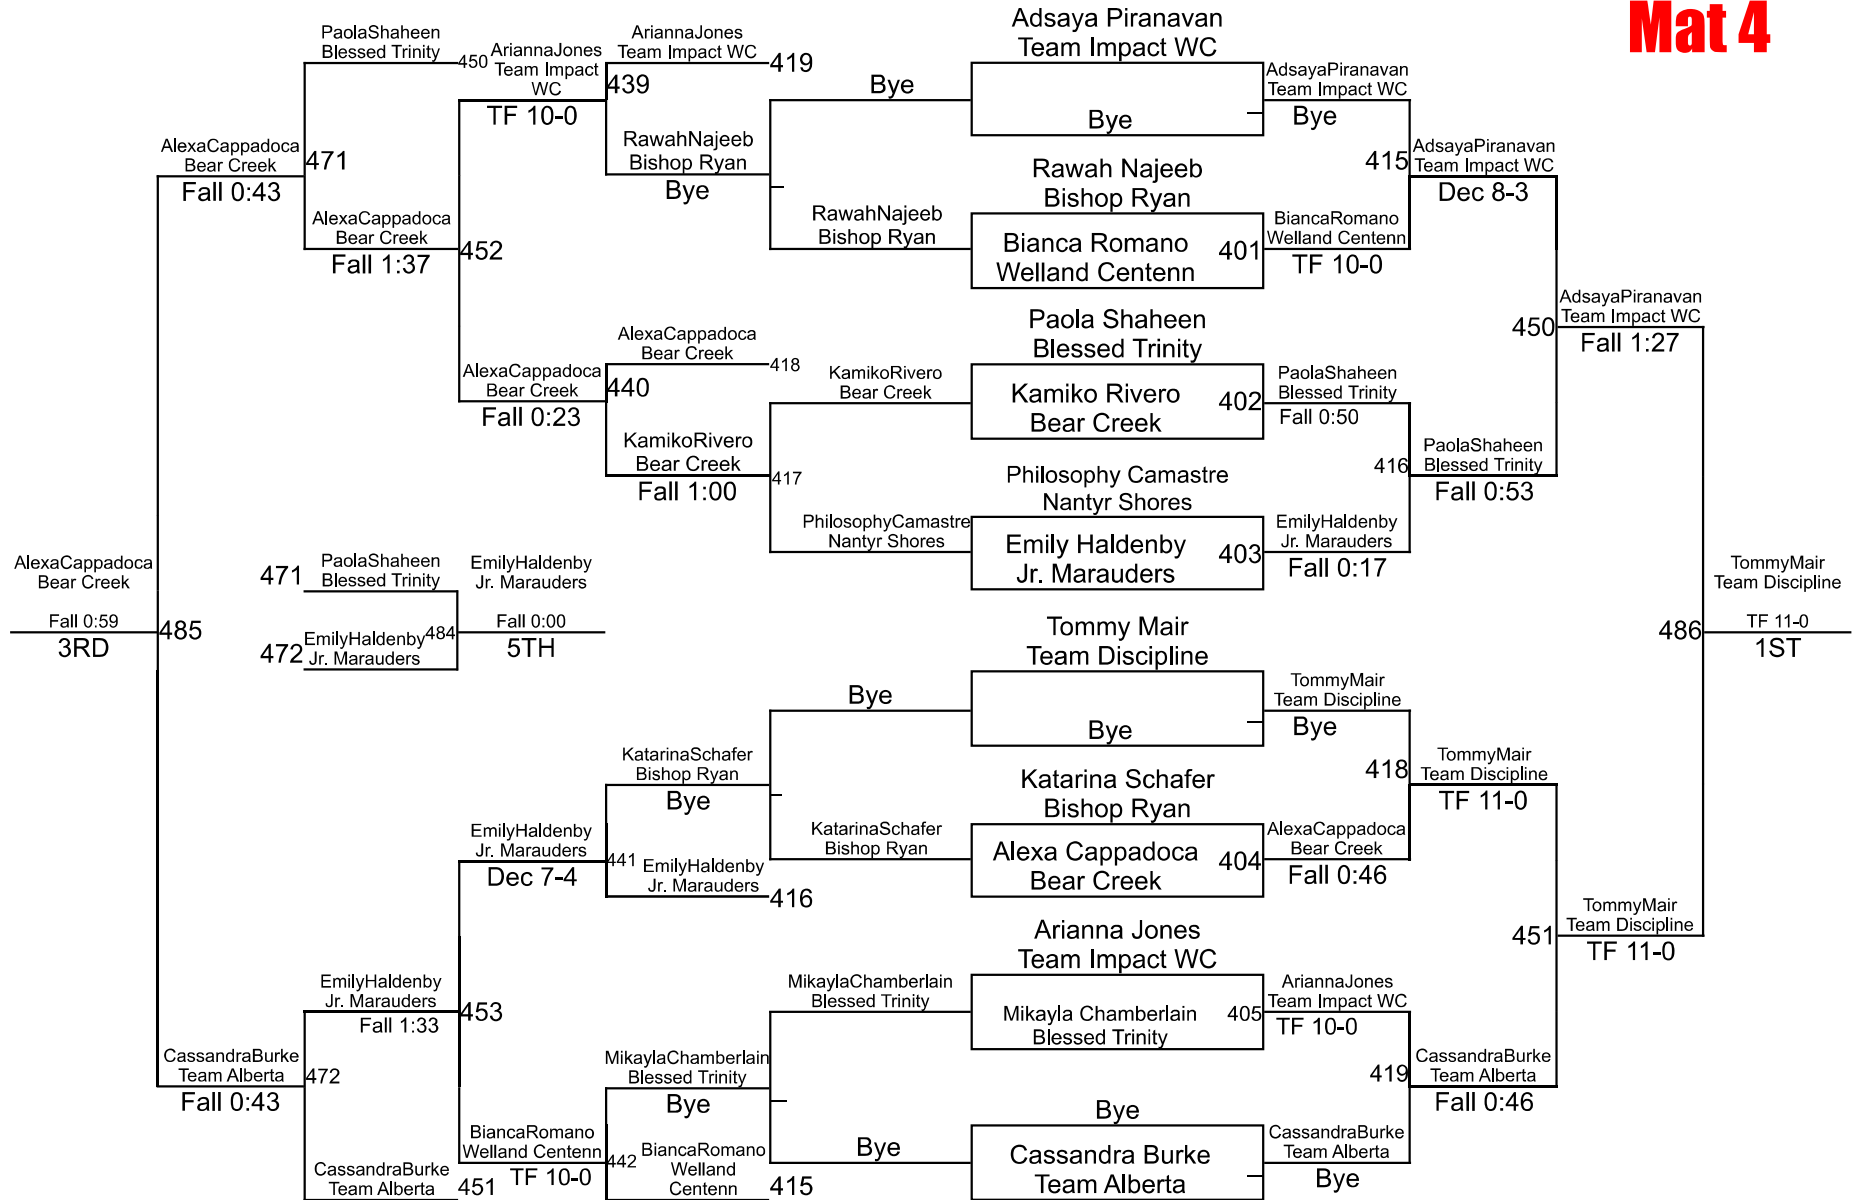 Mat 4
PaolaShaheen
Blessed Trinity
450
AriannaJones
Team Impact
WC
TF 10-0
439
AriannaJones
Team Impact WC
419
RawahNajeeb
Bishop Ryan
Bye
AlexaCappadoca
Bear Creek
Fall 0:43
471
AlexaCappadoca
Bear Creek
Fall 1:37
452
RawahNajeeb
Bishop Ryan
Bye
Adsaya Piranavan
Team Impact WC
Bye
AdsayaPiranavan
Team Impact WC
Bye
415
AdsayaPiranavan
Team Impact WC
Dec 8-3
Rawah Najeeb
Bishop Ryan
Bianca Romano
Welland Centenn
401
BiancaRomano
Welland Centenn
TF 10-0
AlexaCappadoca
Bear Creek
418
AlexaCappadoca
Bear Creek
Fall 0:23
440
KamikoRivero
Bear Creek
Fall 1:00
417
KamikoRivero
Bear Creek
PhilosophyCamastre
Nantyr Shores
Paola Shaheen
Blessed Trinity
Kamiko Rivero
Bear Creek
402
PaolaShaheen
Blessed Trinity
Fall 0:50
416
PaolaShaheen
Blessed Trinity
Fall 0:53
450
AdsayaPiranavan
Team Impact WC
Fall 1:27
Philosophy Camastre
Nantyr Shores
Emily Haldenby
Jr. Marauders
403
EmilyHaldenby
Jr. Marauders
Fall 0:17
AlexaCappadoca
Bear Creek
Fall 0:59
3RD
485
471
PaolaShaheen
Blessed Trinity
472
EmilyHaldenby
Jr. Marauders
484
EmilyHaldenby
Jr. Marauders
Fall 0:00
5TH
486
TommyMair
Team Discipline
TF 11-0
1ST
Tommy Mair
Team Discipline
Bye
Bye
TommyMair
Team Discipline
Bye
418
TommyMair
Team Discipline
TF 11-0
KatarinaSchafer
Bishop Ryan
Bye
KatarinaSchafer
Bishop Ryan
Katarina Schafer
Bishop Ryan
Alexa Cappadoca
Bear Creek
404
AlexaCappadoca
Bear Creek
Fall 0:46
EmilyHaldenby
Jr. Marauders
Dec 7-4
441
EmilyHaldenby
Jr. Marauders
416
451
TommyMair
Team Discipline
TF 11-0
EmilyHaldenby
Jr. Marauders
Fall 1:33
453
MikaylaChamberlain
Blessed Trinity
Arianna Jones
Team Impact WC
Mikayla Chamberlain
Blessed Trinity
405
AriannaJones
Team Impact WC
TF 10-0
419
CassandraBurke
Team Alberta
Fall 0:46
CassandraBurke
Team Alberta
Fall 0:43
472
MikaylaChamberlain
Blessed Trinity
Bye
Bye
Bye
Cassandra Burke
Team Alberta
CassandraBurke
Team Alberta
Bye
CassandraBurke
Team Alberta
451
BiancaRomano
Welland Centenn
TF 10-0
442
BiancaRomano
Welland
Centenn
415